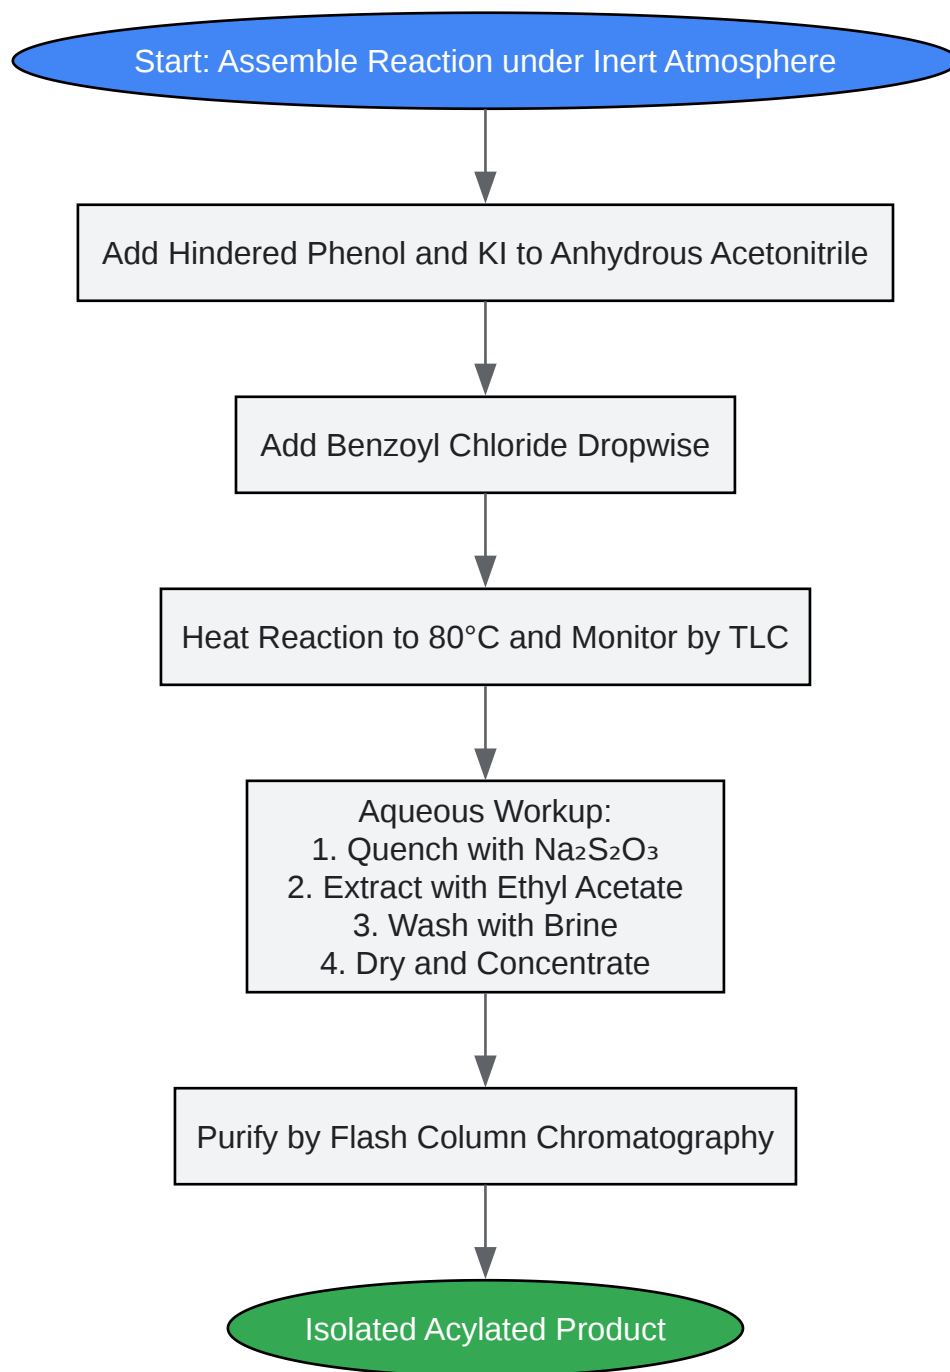 Start: Assemble Reaction under Inert Atmosphere
Add Hindered Phenol and KI to Anhydrous Acetonitrile
Add Benzoyl Chloride Dropwise
Heat Reaction to 80°C and Monitor by TLC
Aqueous Workup:
1. Quench with Na₂S₂O₃
2. Extract with Ethyl Acetate
3. Wash with Brine
4. Dry and Concentrate
Purify by Flash Column Chromatography
Isolated Acylated Product